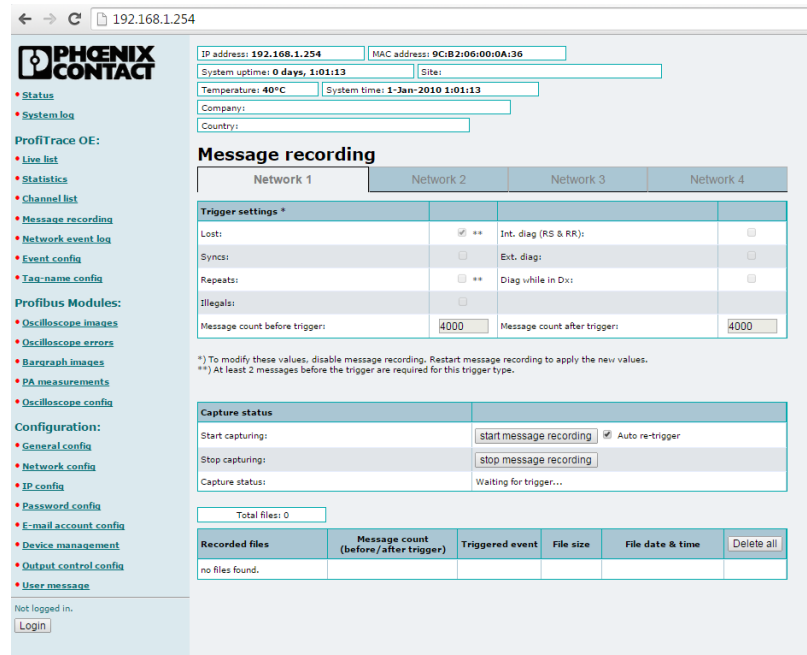 192.168.1.254
PHŒNIX
CONTACT
Status
System log
ProfiTrace OE:
Live list
Statistics
Channel list
Message recording
Network event log
Event config
Tag-name config
Profibus Modules:
Oscilloscope images
Oscilloscope errors
Bargraph images
PA measurements
Oscilloscope config
Configuration:
General config
Network config
IP config
Password config
E-mail account config
Device management
Output control config
User message
Not logged in.
Login
IP address: 192.168.1.254 MAC address: 9C:B2:06:00:0A:36
System uptime: 0 days, 1:01:13 Site:
Temperature: 40°C System time: 1-Jan-2010 1:01:13
Company:
Country:
Message recording
Network 1 Network 2 Network 3 Network 4
Trigger settings *
Lost: ** Int. diag (RS & RR):
Syncs: Ext. diag:
Repeats: ** Diag while in Dx:
Illegals:
Message count before trigger: 4000 Message count after trigger: 4000
*) To modify these values, disable message recording. Restart message recording to apply the new values.
**) At least 2 messages before the trigger are required for this trigger type.
Capture status
Start capturing: start message recording Auto re-trigger
Stop capturing: stop message recording
Capture status: Waiting for trigger...
Total files: 0
Recorded files Message count (before/after trigger) Triggered event File size File date & time Delete all
no files found.